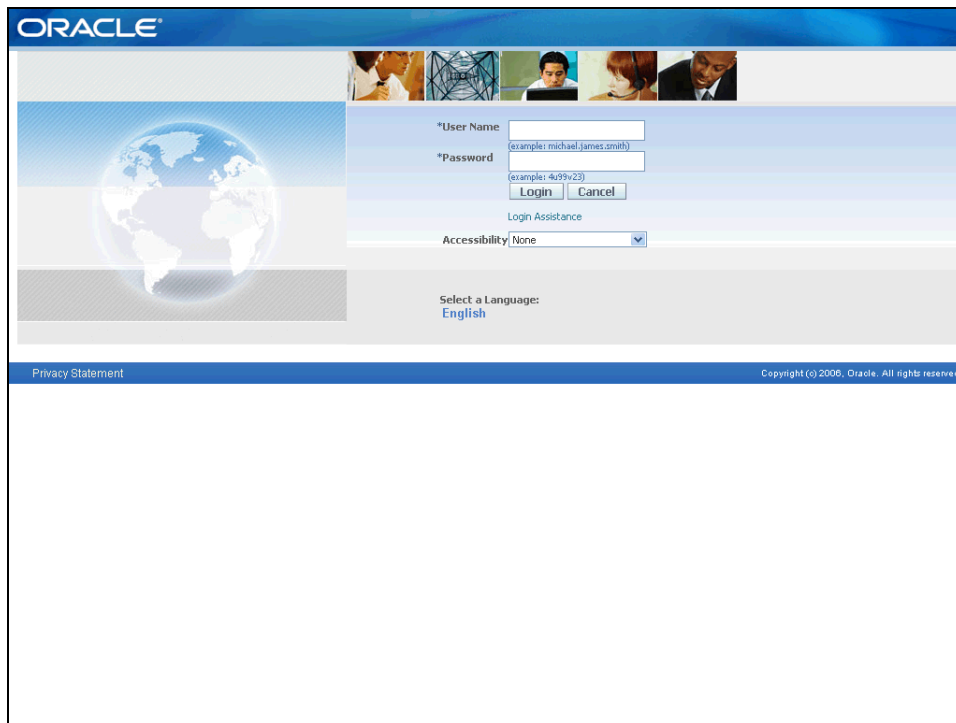 ORACLE®
*User Name
(example: michael.james.smith)
*Password
(example: 4u99v23)
Login Cancel
Login Assistance
Accessibility None
Select a Language:
English
Privacy Statement Copyright (c) 2006, Oracle. All rights reserve